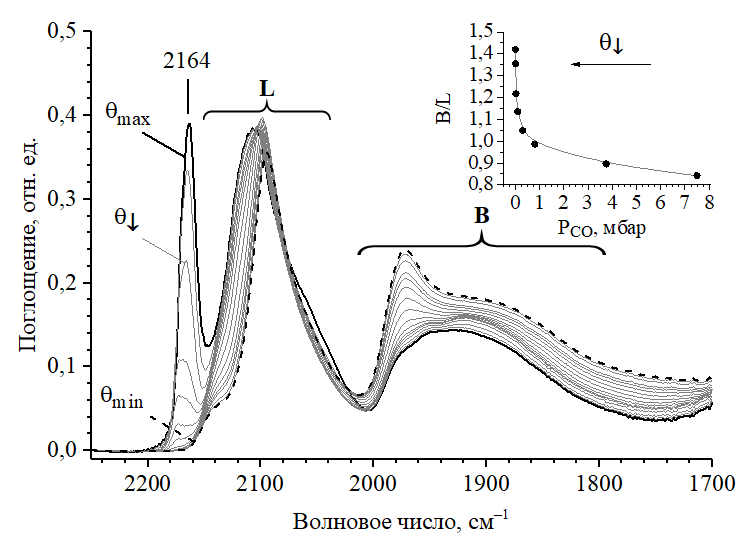 2164
L
θmax
θ↓
θmin
B
Поглощение, отн. ед.
0,5
0,4
0,3
0,2
0,1
0,0
2200 2100 2000 1900 1800 1700
Волновое число, см–1
B/L
1,5
1,4
1,3
1,2
1,1
1,0
0,9
0,8
θ↓
0 1 2 3 4 5 6 7 8
PCO, мбар